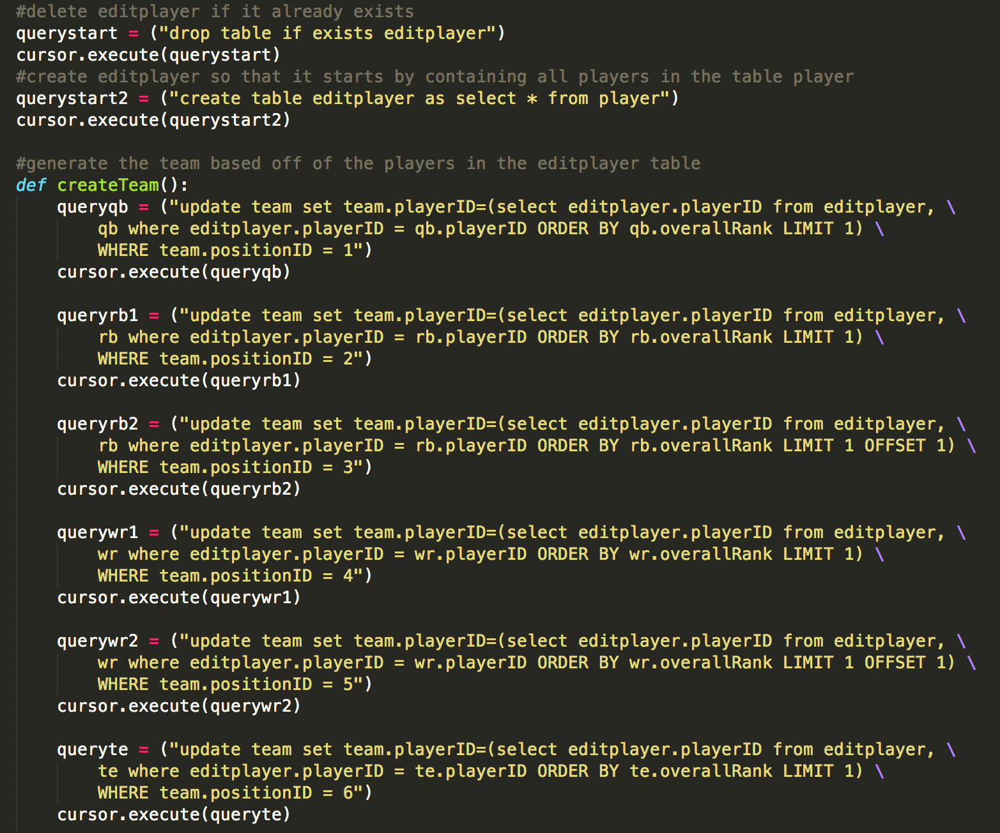 #delete editplayer if it already exists
querystart = ("drop table if exists editplayer")
cursor.execute(querystart)
#create editplayer so that it starts by containing all players in the table player
querystart2 = ("create table editplayer as select * from player")
cursor.execute(querystart2)

#generate the team based off of the players in the editplayer table
def createTeam():
    queryqb = ("update team set team.playerID=(select editplayer.playerID from editplayer, \
        qb where editplayer.playerID = qb.playerID ORDER BY qb.overallRank LIMIT 1) \
        WHERE team.positionID = 1")
    cursor.execute(queryqb)

    queryrb1 = ("update team set team.playerID=(select editplayer.playerID from editplayer, \
        rb where editplayer.playerID = rb.playerID ORDER BY rb.overallRank LIMIT 1) \
        WHERE team.positionID = 2")
    cursor.execute(queryrb1)

    queryrb2 = ("update team set team.playerID=(select editplayer.playerID from editplayer, \
        rb where editplayer.playerID = rb.playerID ORDER BY rb.overallRank LIMIT 1 OFFSET 1) \
        WHERE team.positionID = 3")
    cursor.execute(queryrb2)

    querywr1 = ("update team set team.playerID=(select editplayer.playerID from editplayer, \
        wr where editplayer.playerID = wr.playerID ORDER BY wr.overallRank LIMIT 1) \
        WHERE team.positionID = 4")
    cursor.execute(querywr1)

    querywr2 = ("update team set team.playerID=(select editplayer.playerID from editplayer, \
        wr where editplayer.playerID = wr.playerID ORDER BY wr.overallRank LIMIT 1 OFFSET 1) \
        WHERE team.positionID = 5")
    cursor.execute(querywr2)

    queryte = ("update team set team.playerID=(select editplayer.playerID from editplayer, \
        te where editplayer.playerID = te.playerID ORDER BY te.overallRank LIMIT 1) \
        WHERE team.positionID = 6")
    cursor.execute(queryte)